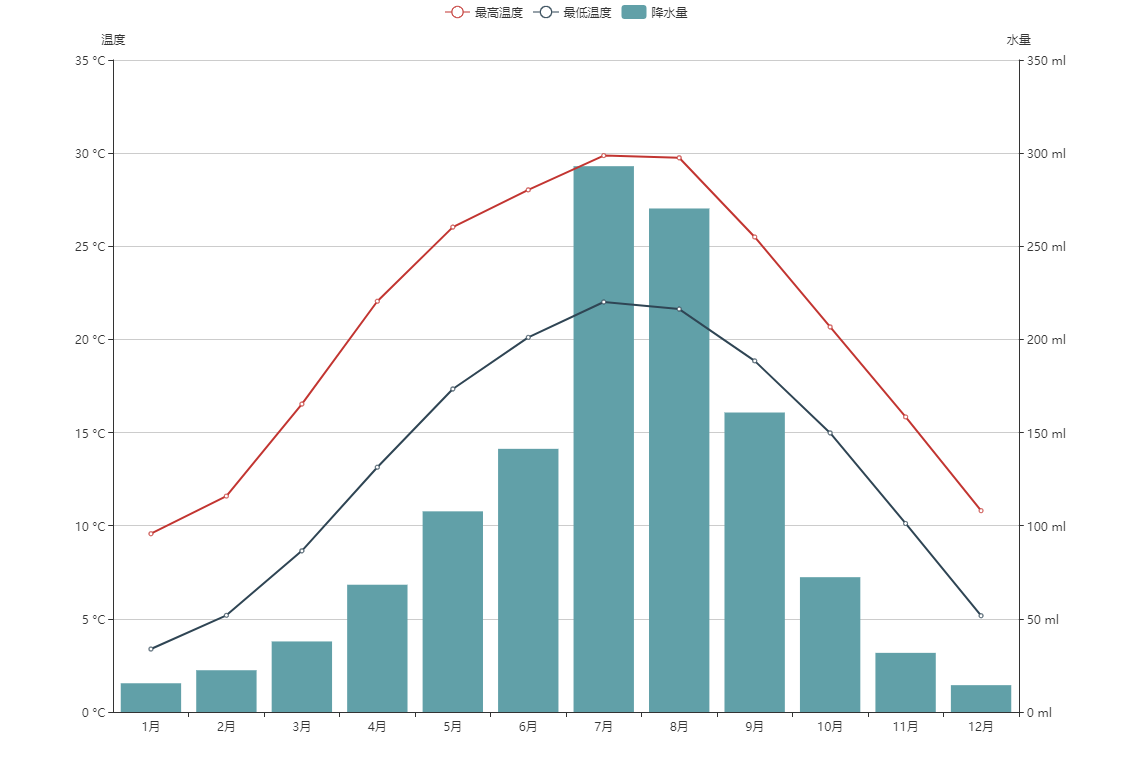 最高温度 最低温度 降水量
温度 水量
35 °C 350 ml
30 °C 300 ml
25 °C 250 ml
20 °C 200 ml
15 °C 150 ml
10 °C 100 ml
5 °C 50 ml
0 °C 0 ml
1月 2月 3月 4月 5月 6月 7月 8月 9月 10月 11月 12月